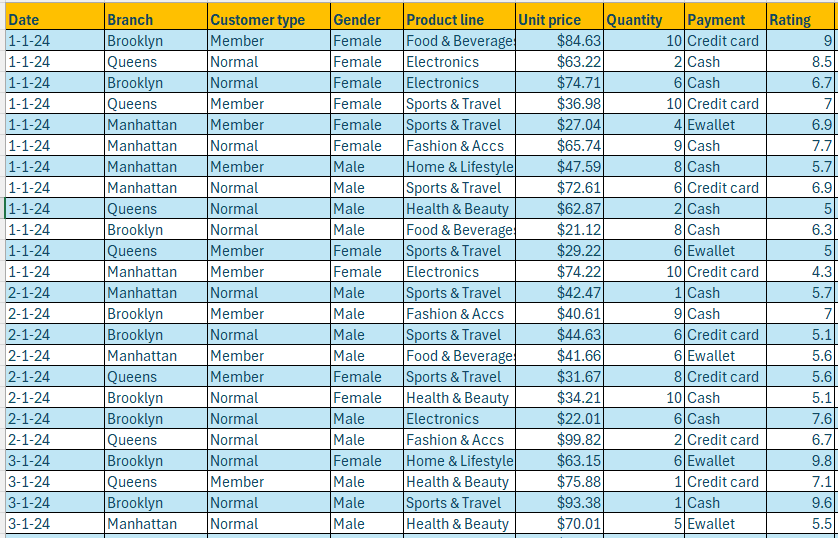 Date Branch Customer type Gender Product line Unit price Quantity Payment Rating
1-1-24 Brooklyn Member Female Food & Beverages $84.63 10 Credit card 9
1-1-24 Queens Normal Female Electronics $63.22 2 Cash 8.5
1-1-24 Brooklyn Normal Female Electronics $74.71 6 Cash 6.7
1-1-24 Queens Member Female Sports & Travel $36.98 10 Credit card 7
1-1-24 Manhattan Member Female Sports & Travel $27.04 4 Ewallet 6.9
1-1-24 Manhattan Normal Female Fashion & Accs $65.74 9 Cash 7.7
1-1-24 Manhattan Member Male Home & Lifestyle $47.59 8 Cash 5.7
1-1-24 Manhattan Normal Male Sports & Travel $72.61 6 Credit card 6.9
1-1-24 Queens Normal Male Health & Beauty $62.87 2 Cash 5
1-1-24 Brooklyn Normal Male Food & Beverages $21.12 8 Cash 6.3
1-1-24 Queens Member Female Sports & Travel $29.22 6 Ewallet 5
1-1-24 Manhattan Member Female Electronics $74.22 10 Credit card 4.3
2-1-24 Manhattan Normal Male Sports & Travel $42.47 1 Cash 5.7
2-1-24 Brooklyn Member Male Fashion & Accs $40.61 9 Cash 7
2-1-24 Brooklyn Normal Male Sports & Travel $44.63 6 Credit card 5.1
2-1-24 Manhattan Member Male Food & Beverages $41.66 6 Ewallet 5.6
2-1-24 Queens Member Female Sports & Travel $31.67 8 Credit card 5.6
2-1-24 Brooklyn Normal Female Health & Beauty $34.21 10 Cash 5.1
2-1-24 Brooklyn Normal Male Electronics $22.01 6 Cash 7.6
2-1-24 Queens Normal Male Fashion & Accs $99.82 2 Credit card 6.7
3-1-24 Brooklyn Normal Female Home & Lifestyle $63.15 6 Ewallet 9.8
3-1-24 Queens Member Male Health & Beauty $75.88 1 Credit card 7.1
3-1-24 Brooklyn Normal Male Sports & Travel $93.38 1 Cash 9.6
3-1-24 Manhattan Normal Male Health & Beauty $70.01 5 Ewallet 5.5